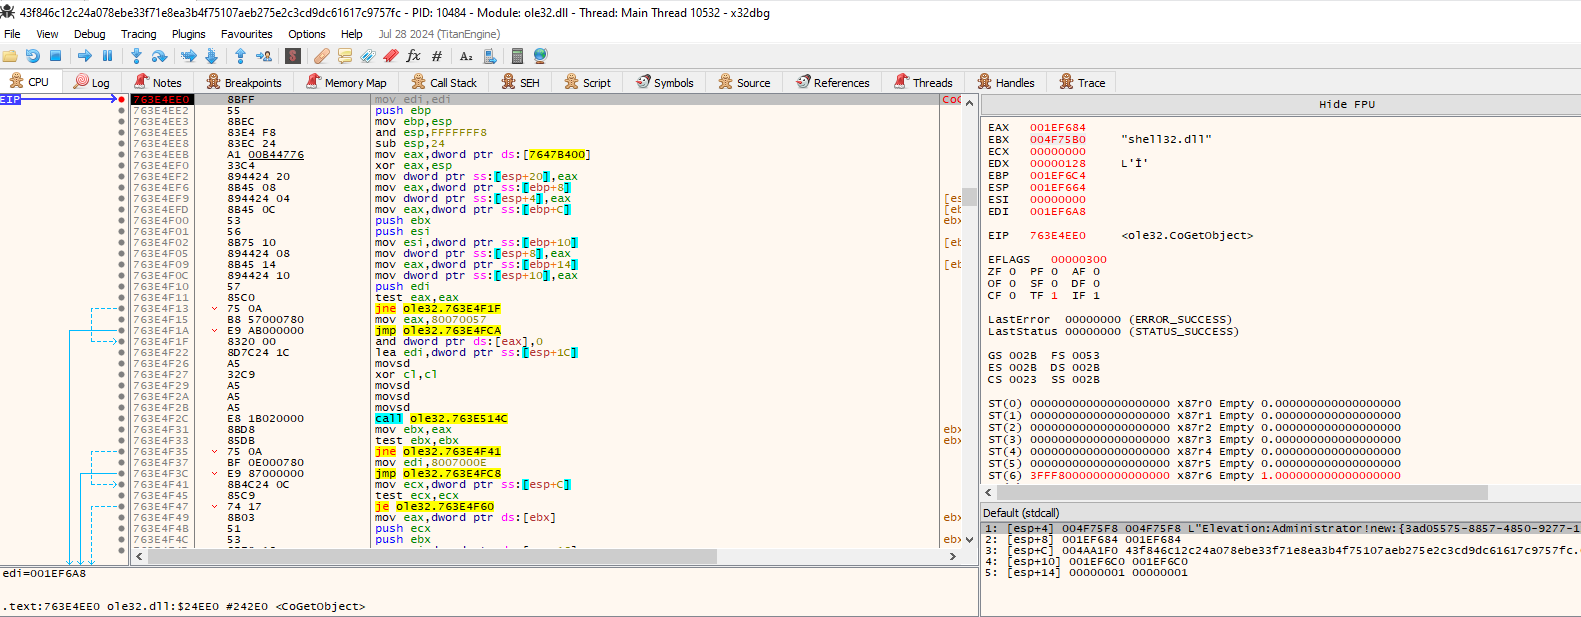 43f846c12c24a078ebe33f71e8ea3b4f75107aeb275e2c3cd9dc61617c9757fc - PID: 10484 - Module: ole32.dll - Thread: Main Thread 10532 - x32dbg
File View Debug Tracing Plugins Favourites Options Help Jul 28 2024 (TitanEngine)
CPU Log Notes Breakpoints Memory Map Call Stack SEH Script Symbols Source References Threads Handles Trace
EIP
763E4EE0 8BFF mov edi,edi
763E4EE2 55 push ebp
763E4EE3 8BEC mov ebp,esp
763E4EE5 83E4 F8 and esp,FFFFFFF8
763E4EE8 83EC 24 sub esp,24
763E4EEB A1 00B44776 mov eax,dword ptr ds:[7647B400]
763E4EF0 33C4 xor eax,esp
763E4EF2 894424 20 mov dword ptr ss:[esp+20],eax
763E4EF6 8B45 08 mov eax,dword ptr ss:[ebp+8]
763E4EF9 894424 04 mov dword ptr ss:[esp+4],eax
763E4EFD 8B45 0C mov eax,dword ptr ss:[ebp+C]
763E4F00 53 push ebx
763E4F01 56 push esi
763E4F02 8B75 10 mov esi,dword ptr ss:[ebp+10]
763E4F05 894424 08 mov dword ptr ss:[esp+8],eax
763E4F09 8B45 14 mov eax,dword ptr ss:[ebp+14]
763E4F0C 894424 10 mov dword ptr ss:[esp+10],eax
763E4F10 57 push edi
763E4F11 85C0 test eax,eax
763E4F13 75 0A jne ole32.763E4F1F
763E4F15 B8 57000780 mov eax,80070057
763E4F1A E9 AB000000 jmp ole32.763E4FCA
763E4F1F 8320 00 and dword ptr ds:[eax],0
763E4F22 8D7C24 1C lea edi,dword ptr ss:[esp+1C]
763E4F26 A5 movsd
763E4F27 32C9 xor cl,cl
763E4F29 A5 movsd
763E4F2A A5 movsd
763E4F2B A5 movsd
763E4F2C E8 1B020000 call ole32.763E514C
763E4F31 8BD8 mov ebx,eax
763E4F33 85DB test ebx,ebx
763E4F35 75 0A jne ole32.763E4F41
763E4F37 BF 0E000780 mov edi,8007000E
763E4F3C E9 87000000 jmp ole32.763E4FC8
763E4F41 8B4C24 0C mov ecx,dword ptr ss:[esp+C]
763E4F45 85C9 test ecx,ecx
763E4F47 74 17 je ole32.763E4F60
763E4F49 8B03 mov eax,dword ptr ds:[ebx]
763E4F4B 51 push ecx
763E4F4C 53 push ebx
edi=001EF6A8
.text:763E4EE0 ole32.dll:$24EE0 #242E0 <CoGetObject>
Hide FPU
EAX 001EF684
EBX 004F75B0 "shell32.dll"
ECX 00000000
EDX 00000128 L'Ĩ'
EBP 001EF6C4
ESP 001EF664
ESI 00000000
EDI 001EF6A8
EIP 763E4EE0 <ole32.CoGetObject>
EFLAGS 00000300
ZF 0 PF 0 AF 0
OF 0 SF 0 DF 0
CF 0 TF 1 IF 1
LastError 00000000 (ERROR_SUCCESS)
LastStatus 00000000 (STATUS_SUCCESS)
GS 002B FS 0053
ES 002B DS 002B
CS 0023 SS 002B
ST(0) 00000000000000000000 x87r0 Empty 0.000000000000000000
ST(1) 00000000000000000000 x87r1 Empty 0.000000000000000000
ST(2) 00000000000000000000 x87r2 Empty 0.000000000000000000
ST(3) 00000000000000000000 x87r3 Empty 0.000000000000000000
ST(4) 00000000000000000000 x87r4 Empty 0.000000000000000000
ST(5) 00000000000000000000 x87r5 Empty 0.000000000000000000
ST(6) 3FFF8000000000000000 x87r6 Empty 1.000000000000000000
Default (stdcall)
1: [esp+4] 004F75F8 004F75F8 L"Elevation:Administrator!new:{3ad05575-8857-4850-9277-1
2: [esp+8] 001EF684 001EF684
3: [esp+C] 004AA1F0 43f846c12c24a078ebe33f71e8ea3b4f75107aeb275e2c3cd9dc61617c9757fc.
4: [esp+10] 001EF6C0 001EF6C0
5: [esp+14] 00000001 00000001